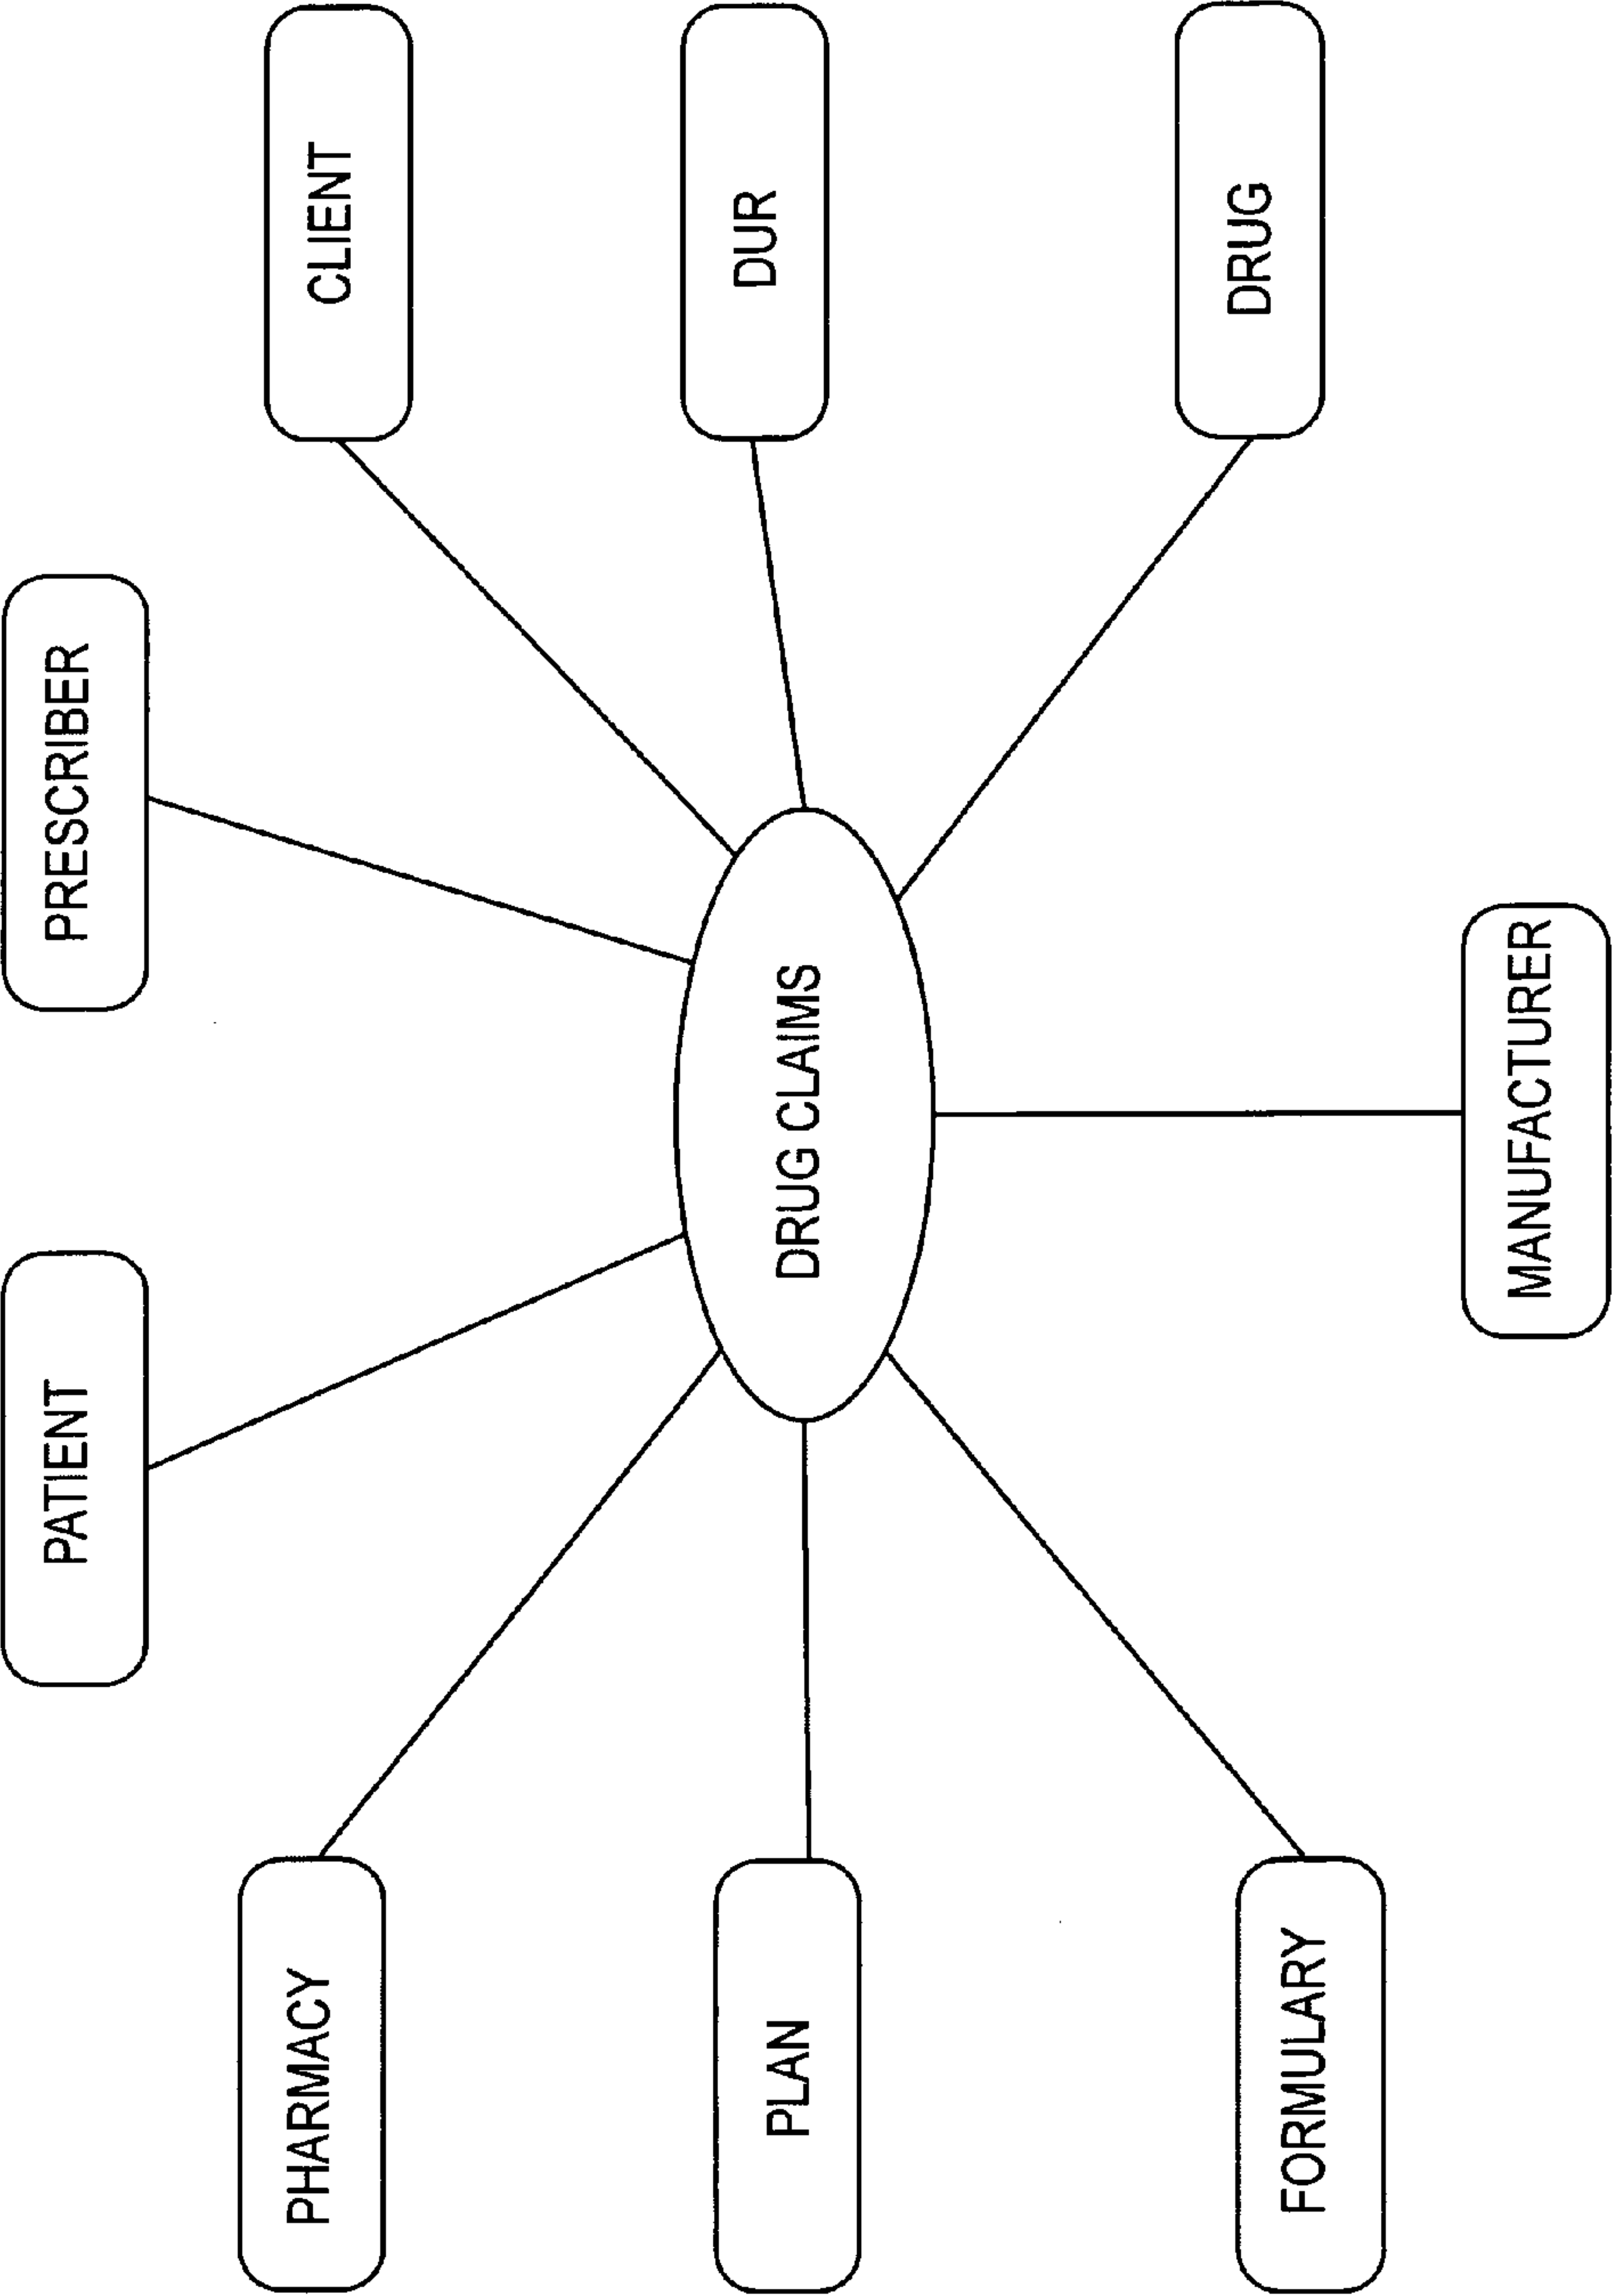 PATIENT
PRESCRIBER
PHARMACY
CLIENT
PLAN
DRUG CLAIMS
DUR
FORMULARY
DRUG
MANUFACTURER